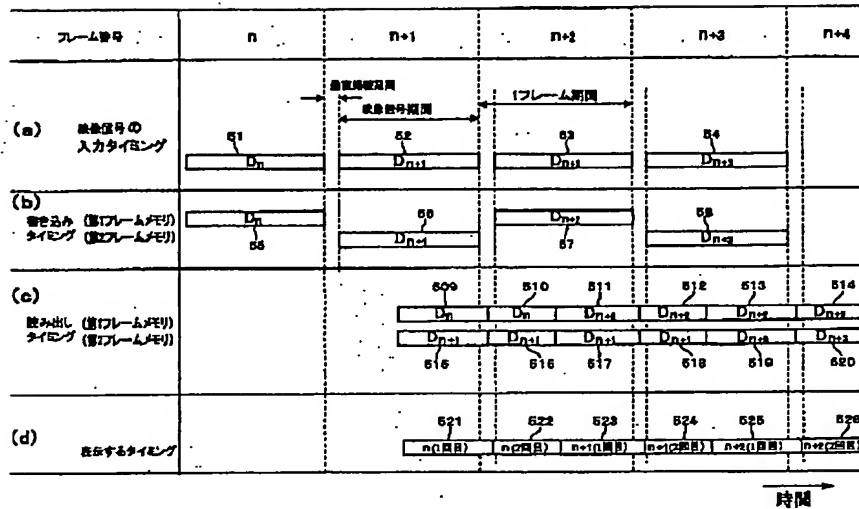 フレーム番号 n n+1 n+2 n+3 n+4
垂直帰線期間
映像信号期間
1フレーム期間
(a) 映像信号の
入力タイミング
51 52 53 54
Dn Dn+1 Dn+3
(b)
書き込み (第1フレームメモリ)
タイミング (第2フレームメモリ)
Dn 55
56 Dn+1
Dn+2 57
58
(c)
読み出し (第1フレームメモリ)
タイミング (第2フレームメモリ)
509 510 511 512 513 514
Dn Dn Dn+2 Dn+2 Dn+2
Dn+1 Dn+1 Dn+1 Dn+1 Dn+3
515 516 517 518 519 520
(d)
表示するタイミング
521 522 523 524 525 526
n(1回目) n(2回目) n+1(1回目) n+1(2回目) n+2(1回目) n+2(2回目)
時間